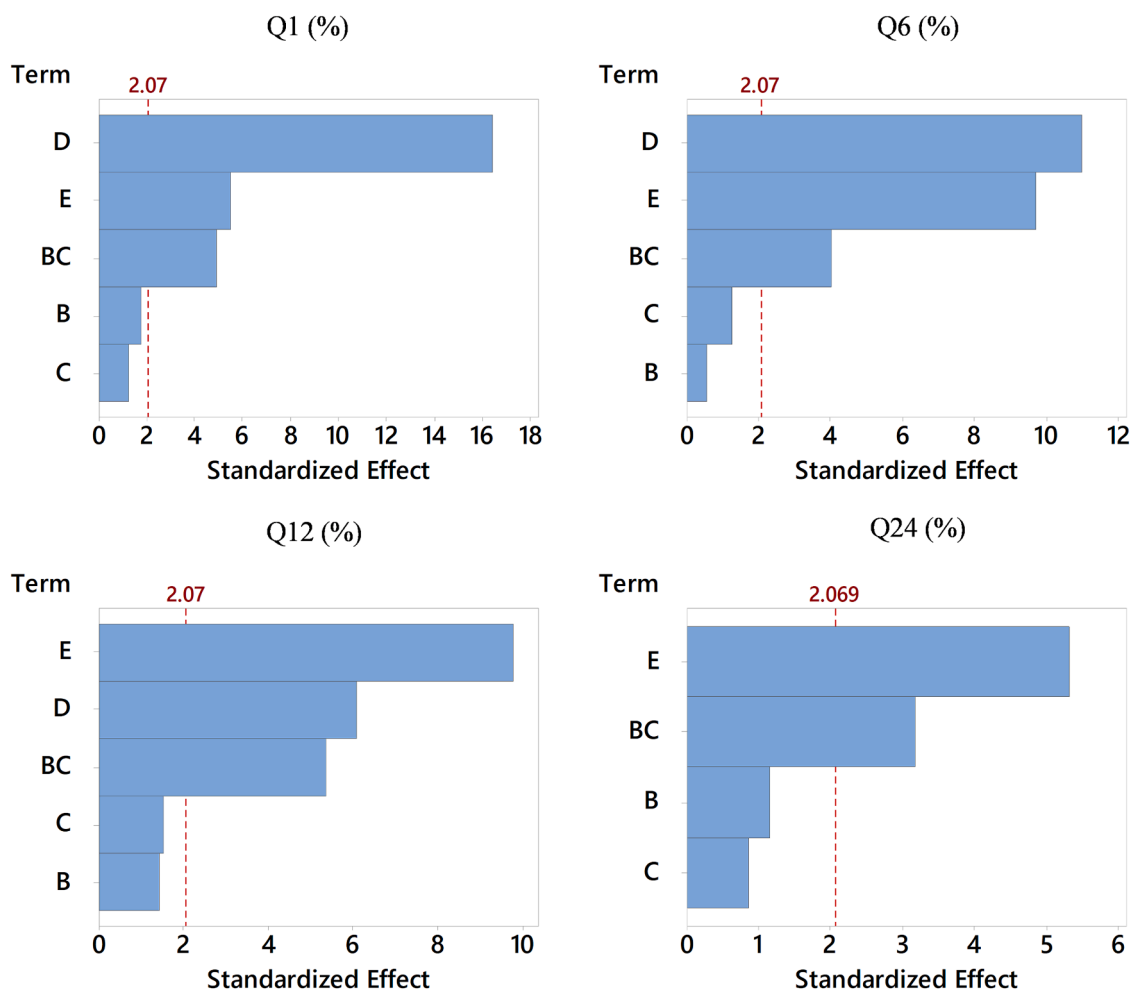 Q1 (%)
Term
2.07
D
E
BC
B
C
0 2 4 6 8 10 12 14 16 18
Standardized Effect
Q6 (%)
Term
2.07
D
E
BC
C
B
0 2 4 6 8 10 12
Standardized Effect
Q12 (%)
Term
2.07
E
D
BC
C
B
0 2 4 6 8 10
Standardized Effect
Q24 (%)
Term
2.069
E
BC
B
C
0 1 2 3 4 5 6
Standardized Effect